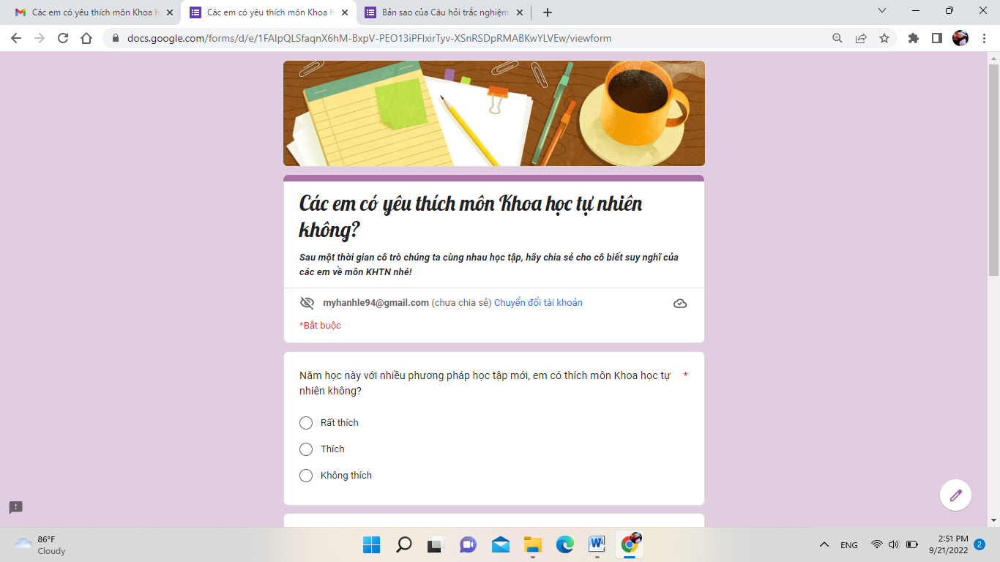 Các em có yêu thích môn Khoa h
Các em có yêu thích môn Khoa h
Bản sao của Câu hỏi trắc nghiệm
docs.google.com/forms/d/e/1FAIpQLSfaqnX6hM-BxpV-PEO13iPFIxirTyv-XSnRSDpRMABKwYLVEw/viewform
Các em có yêu thích môn Khoa học tự nhiên
không?
Sau một thời gian cô trò chúng ta cùng nhau học tập, hãy chia sẻ cho cô biết suy nghĩ của
các em về môn KHTN nhé!
myhanhle94@gmail.com (chưa chia sẻ) Chuyển đổi tài khoản
*Bắt buộc
Năm học này với nhiều phương pháp học tập mới, em có thích môn Khoa học tự *
nhiên không?
Rất thích
Thích
Không thích
86°F
Cloudy
ENG
2:51 PM
9/21/2022
2